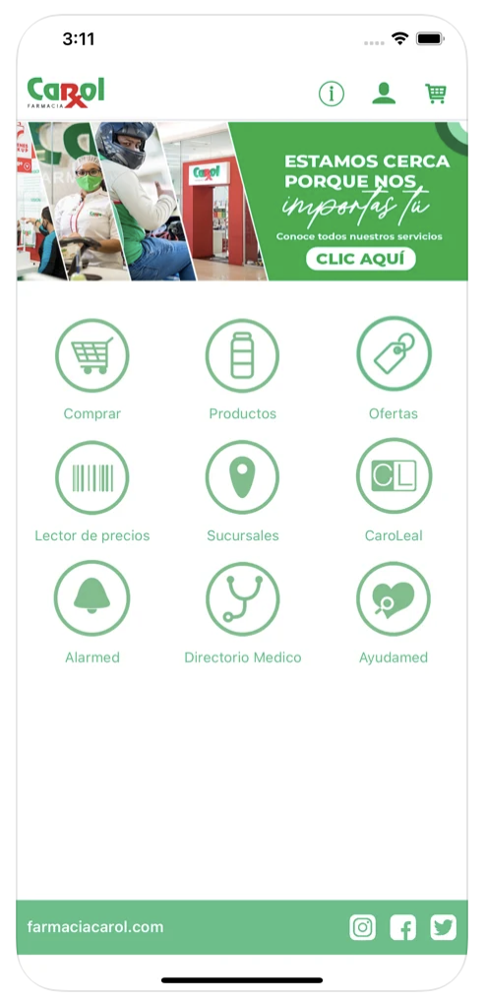 3:11
Carol
FARMACIA
i
ESTAMOS CERCA
PORQUE NOS
importas tú
Conoce todos nuestros servicios
CLIC AQUÍ
Carol
Comprar
Productos
Ofertas
CL
Lector de precios
Sucursales
CaroLeal
Alarmed
Directorio Medico
Ayudamed
farmaciacarol.com